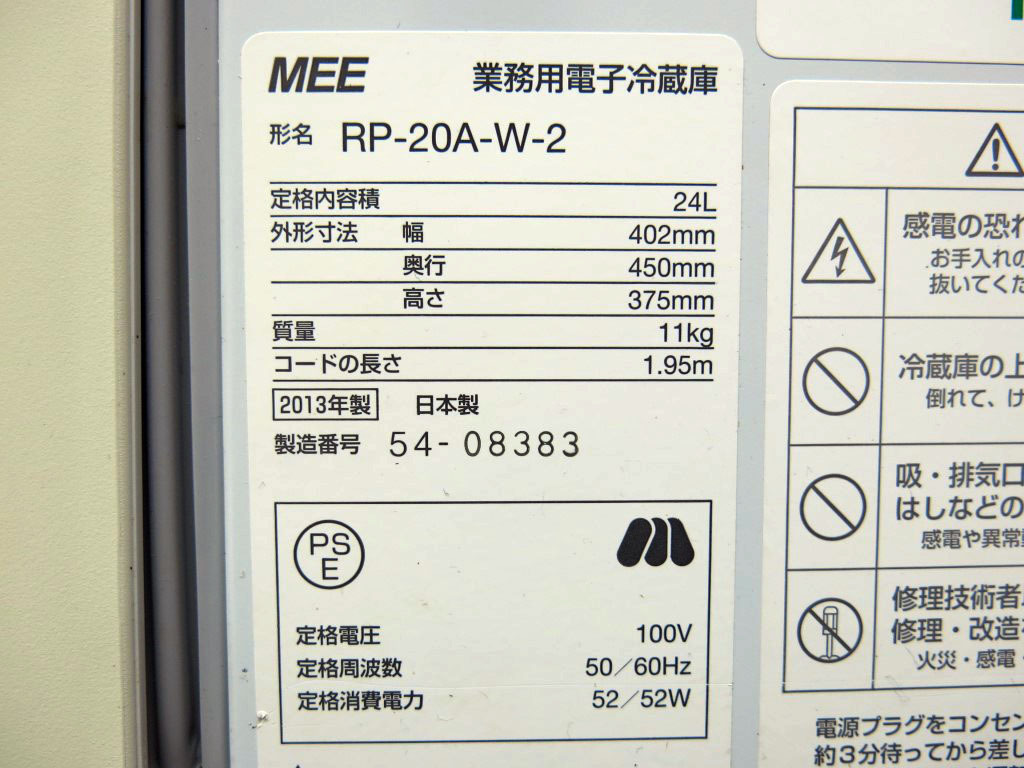 MEE 業務用電子冷蔵庫
形名 RP-20A-W-2
定格内容積 24L
外形寸法 幅 402mm
奥行 450mm
高さ 375mm
質量 11kg
コードの長さ 1.95m
2013年製 日本製
製造番号 54-08383
PS
E
定格電圧 100V
定格周波数 50/60Hz
定格消費電力 52/52W
感電の恐れ
お手入れの
抜いてくだ
冷蔵庫の上
倒れて、け
吸・排気口
はしなどの
感電や異常
修理技術者
修理・改造
火災・感電・
電源プラグをコンセン
約3分待ってから差し